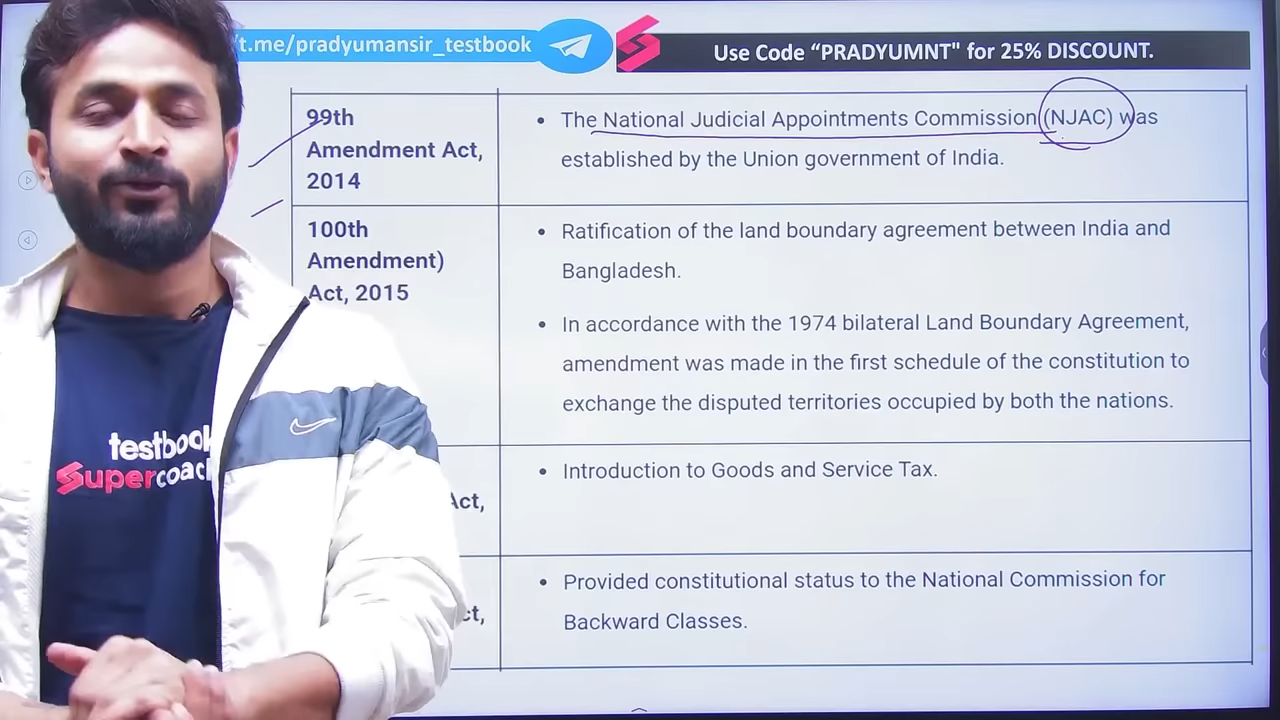 t.me/pradyumansir_testbook
Use Code “PRADYUMNT" for 25% DISCOUNT.
99th
Amendment Act,
2014
• The National Judicial Appointments Commission (NJAC) was
established by the Union government of India.
100th
Amendment)
Act, 2015
• Ratification of the land boundary agreement between India and
Bangladesh.
• In accordance with the 1974 bilateral Land Boundary Agreement,
amendment was made in the first schedule of the constitution to
exchange the disputed territories occupied by both the nations.
Act,
• Introduction to Goods and Service Tax.
ct,
• Provided constitutional status to the National Commission for
Backward Classes.
testbook
Supercoach